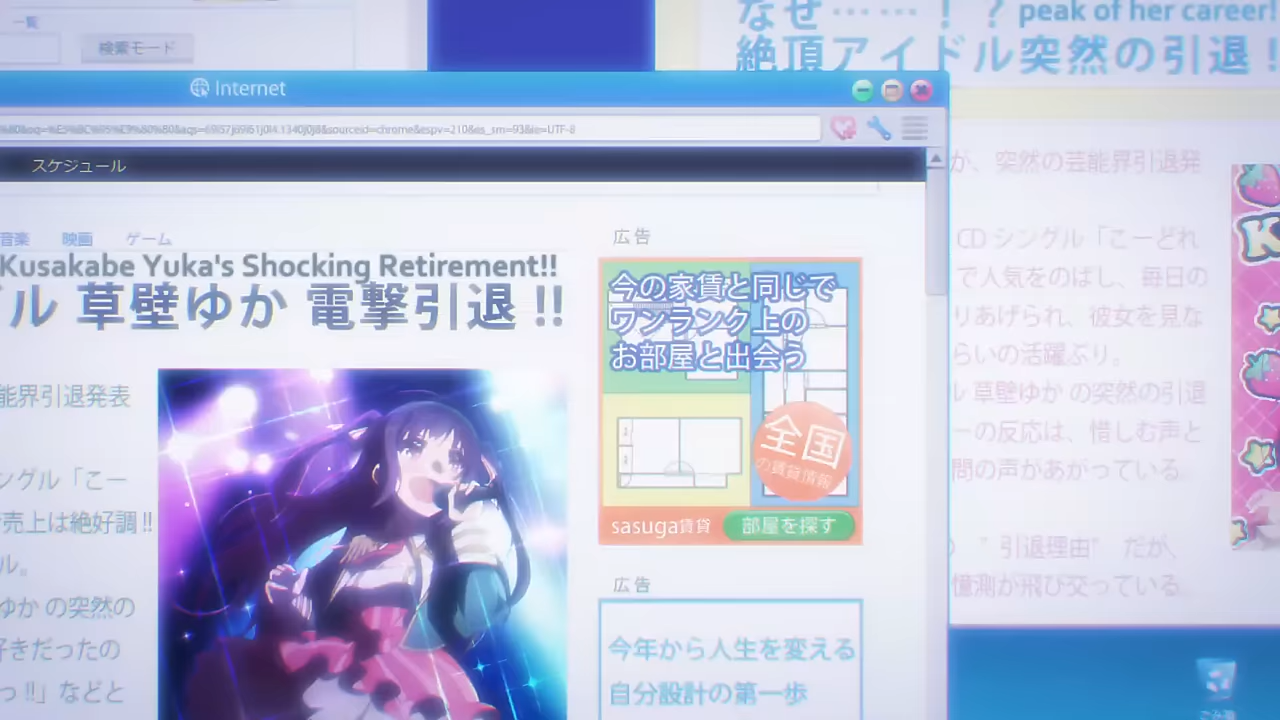 一覧
検索モード
なぜ……！？ peak of her career!
絶頂アイドル突然の引退！
Internet
スケジュール
音楽 映画 ゲーム
Kusakabe Yuka's Shocking Retirement!!
ル 草壁ゆか 電撃引退 !!
能界引退発表
ングル「こー
売上は絶好調 !!
ル。
ゆか の突然の
好きだったの
っ !!」などと
広告
今の家賃と同じで
ワンランク上の
お部屋と出会う
全国
の賃貸情報
sasuga賃貸 部屋を探す
広告
今年から人生を変える
自分設計の第一歩
が、突然の芸能界引退発
CD シングル「こーどれ
で人気をのばし、毎日の
りあげられ、彼女を見な
らいの活躍ぶり。
ル 草壁ゆか の突然の引退
ーの反応は、惜しむ声と
問の声があがっている。
" 引退理由" だが、
憶測が飛び交っている。